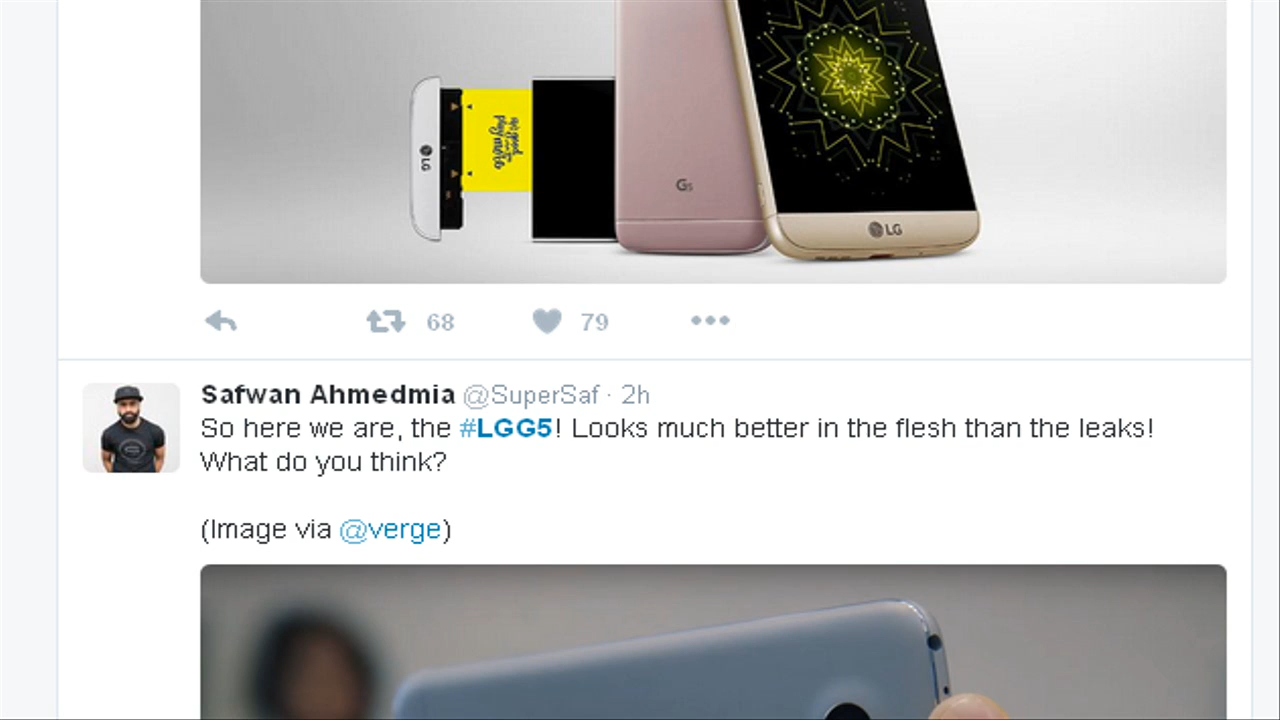 LG
G5
LG
68 79
Safwan Ahmedmia @SuperSaf · 2h
So here we are, the #LGG5! Looks much better in the flesh than the leaks!
What do you think?
(Image via @verge)